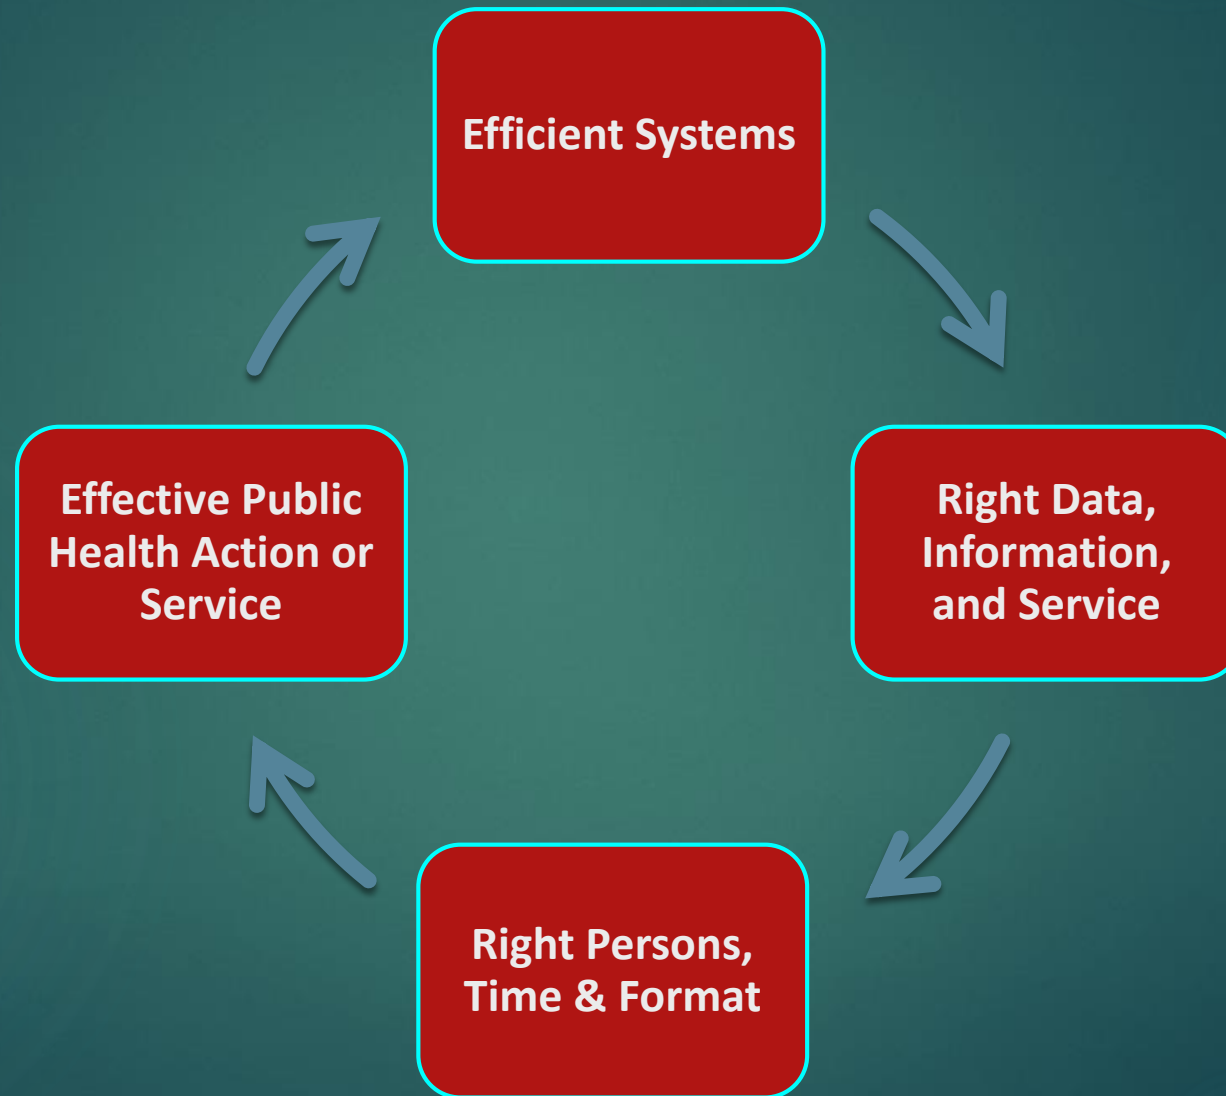 Efficient Systems
Right Data,
Information,
and Service
Right Persons,
Time & Format
Effective Public
Health Action or
Service